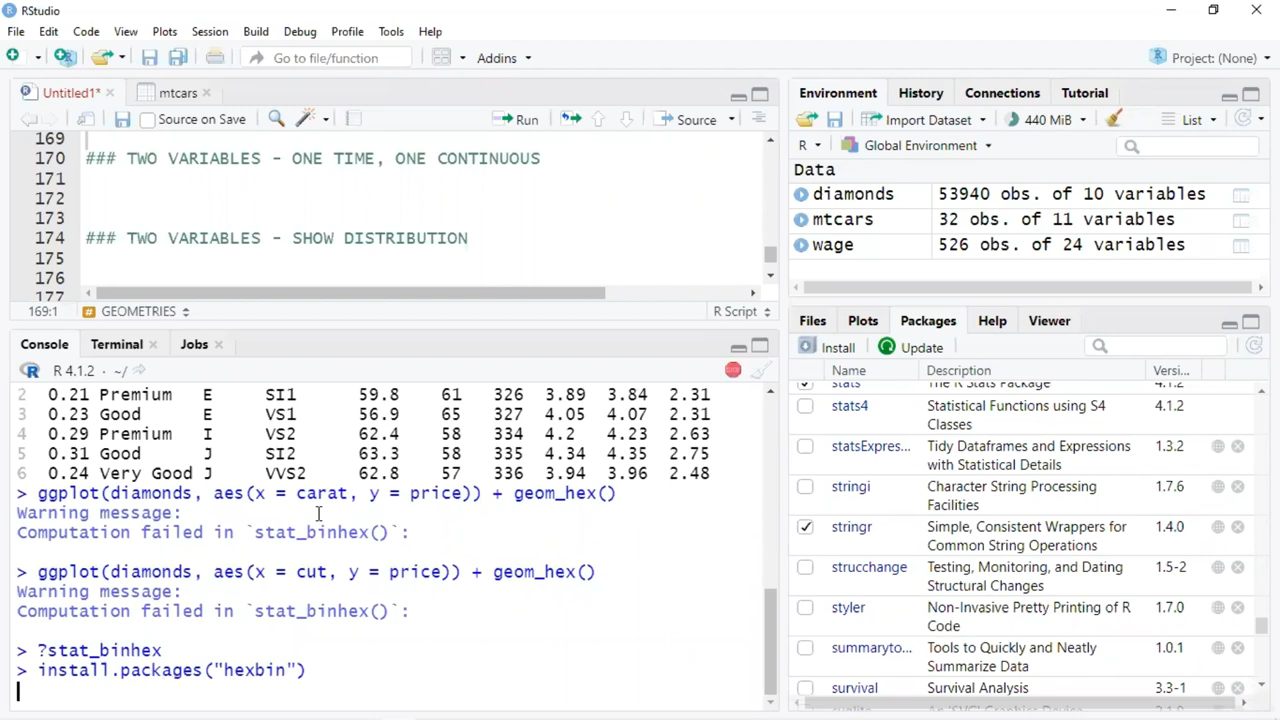 RStudio
File Edit Code View Plots Session Build Debug Profile Tools Help
Go to file/function Addins Project: (None)
Untitled1* mtcars
Source on Save Run Source
169
170 ### TWO VARIABLES - ONE TIME, ONE CONTINUOUS
171
172
173
174 ### TWO VARIABLES - SHOW DISTRIBUTION
175
176
177
169:1 # GEOMETRIES R Script
Console Terminal Jobs
R 4.1.2 · ~/
2 0.21 Premium E SI1 59.8 61 326 3.89 3.84 2.31
3 0.23 Good E VS1 56.9 65 327 4.05 4.07 2.31
4 0.29 Premium I VS2 62.4 58 334 4.2 4.23 2.63
5 0.31 Good J SI2 63.3 58 335 4.34 4.35 2.75
6 0.24 Very Good J VVS2 62.8 57 336 3.94 3.96 2.48
> ggplot(diamonds, aes(x = carat, y = price)) + geom_hex()
Warning message:
Computation failed in `stat_binhex()`:
> ggplot(diamonds, aes(x = cut, y = price)) + geom_hex()
Warning message:
Computation failed in `stat_binhex()`:
> ?stat_binhex
> install.packages("hexbin")
Environment History Connections Tutorial
Import Dataset 440 MiB List
R Global Environment
Data
diamonds 53940 obs. of 10 variables
mtcars 32 obs. of 11 variables
wage 526 obs. of 24 variables
Files Plots Packages Help Viewer
Install Update
Name Description Versi...
stats The R Stats Package 4.1.2
stats4 Statistical Functions using S4 4.1.2
Classes
statsExpres... Tidy Dataframes and Expressions 1.3.2
with Statistical Details
stringi Character String Processing 1.7.6
Facilities
stringr Simple, Consistent Wrappers for 1.4.0
Common String Operations
strucchange Testing, Monitoring, and Dating 1.5-2
Structural Changes
styler Non-Invasive Pretty Printing of R 1.7.0
Code
summaryto... Tools to Quickly and Neatly 1.0.1
Summarize Data
survival Survival Analysis 3.3-1